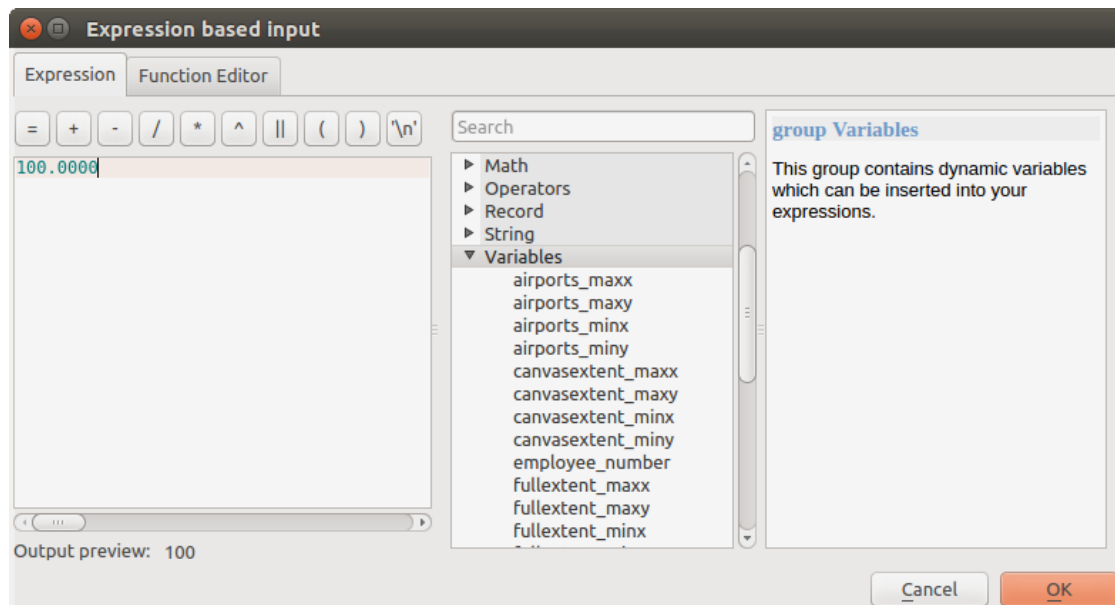 Expression based input
Expression
Function Editor
= + - / * ^ || ( ) '\n'
100.0000
Output preview: 100
Search
Math
Operators
Record
String
Variables
airports_maxx
airports_maxy
airports_minx
airports_miny
canvasextent_maxx
canvasextent_maxy
canvasextent_minx
canvasextent_miny
employee_number
fullextent_maxx
fullextent_maxy
fullextent_minx
group Variables
This group contains dynamic variables
which can be inserted into your
expressions.
Cancel
OK